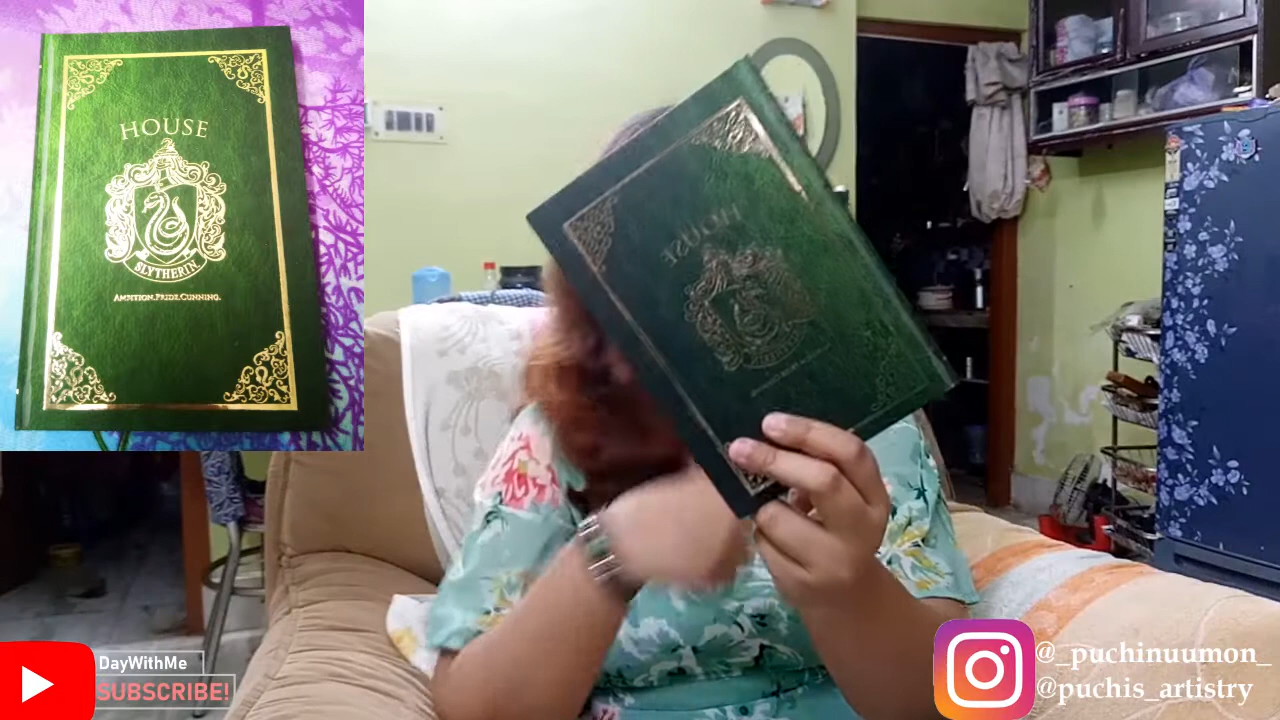 HOUSE
SLYTHERIN
AMBITION.PRIDE.CUNNING.
HOUSE
DayWithMe
SUBSCRIBE!
@_puchinuumon_
@puchis_artistry